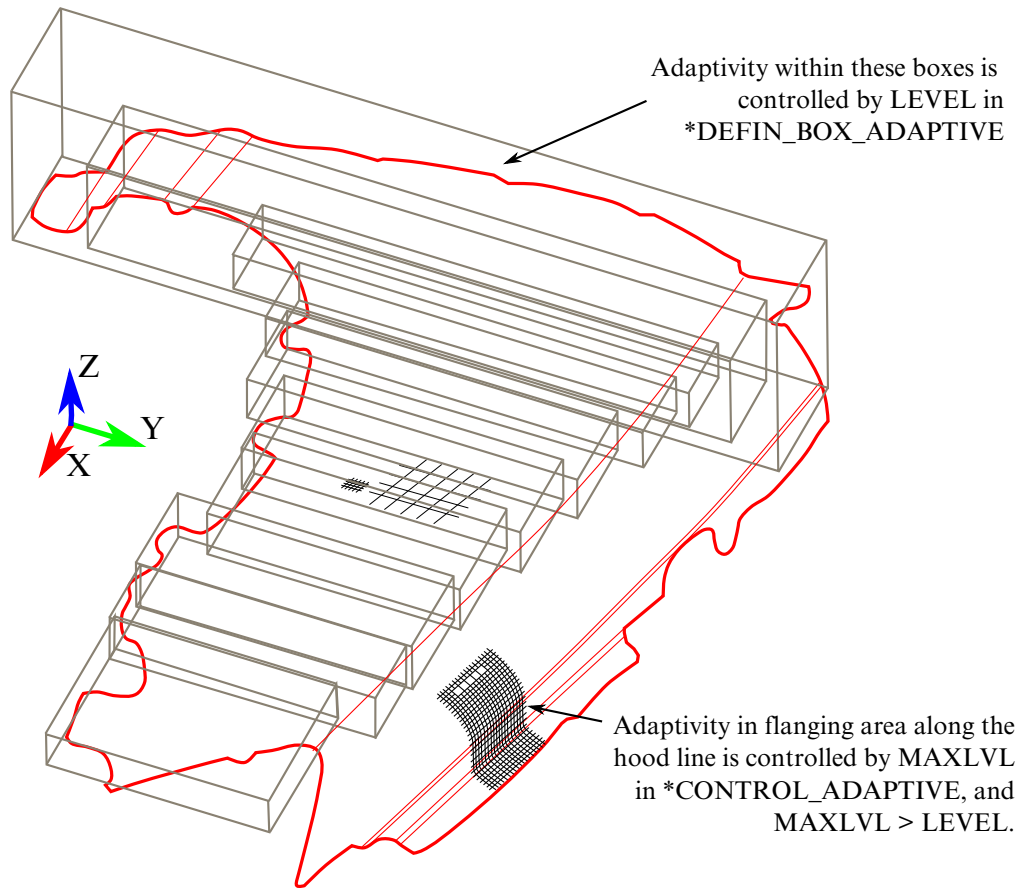 Adaptivity within these boxes is
controlled by LEVEL in
*DEFIN_BOX_ADAPTIVE
Z
Y
X
Adaptivity in flanging area along the
hood line is controlled by MAXLVL
in *CONTROL_ADAPTIVE, and
MAXLVL > LEVEL.